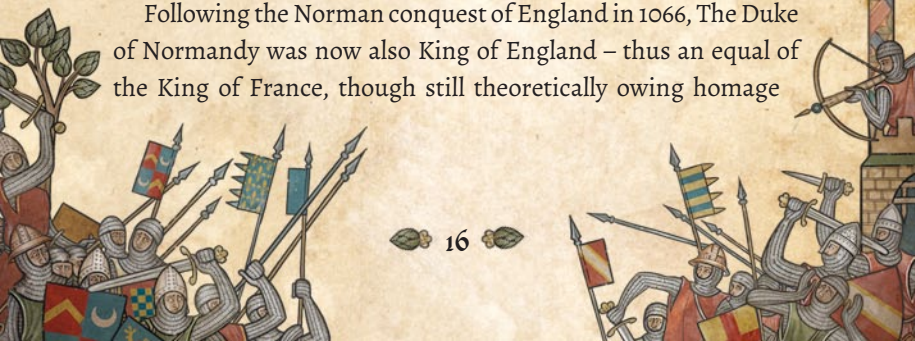 Following the Norman conquest of England in 1066, The Duke
of Normandy was now also King of England – thus an equal of
the King of France, though still theoretically owing homage
16